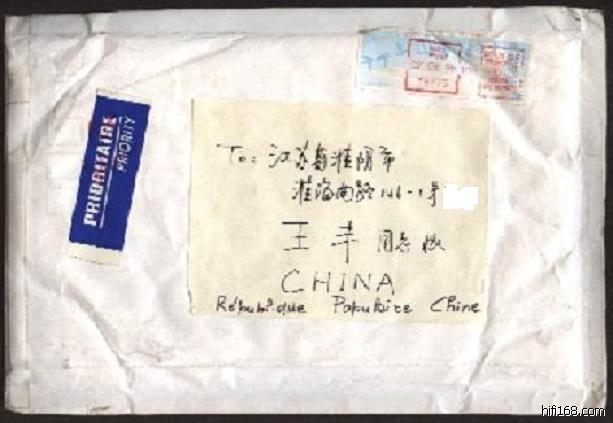 PRIORITAIRE
PRIORITY
To: 江苏省淮阴市
淮海南路144-1号
王丰 同志收
CHINA
République Populaire Chine
hifi168.com